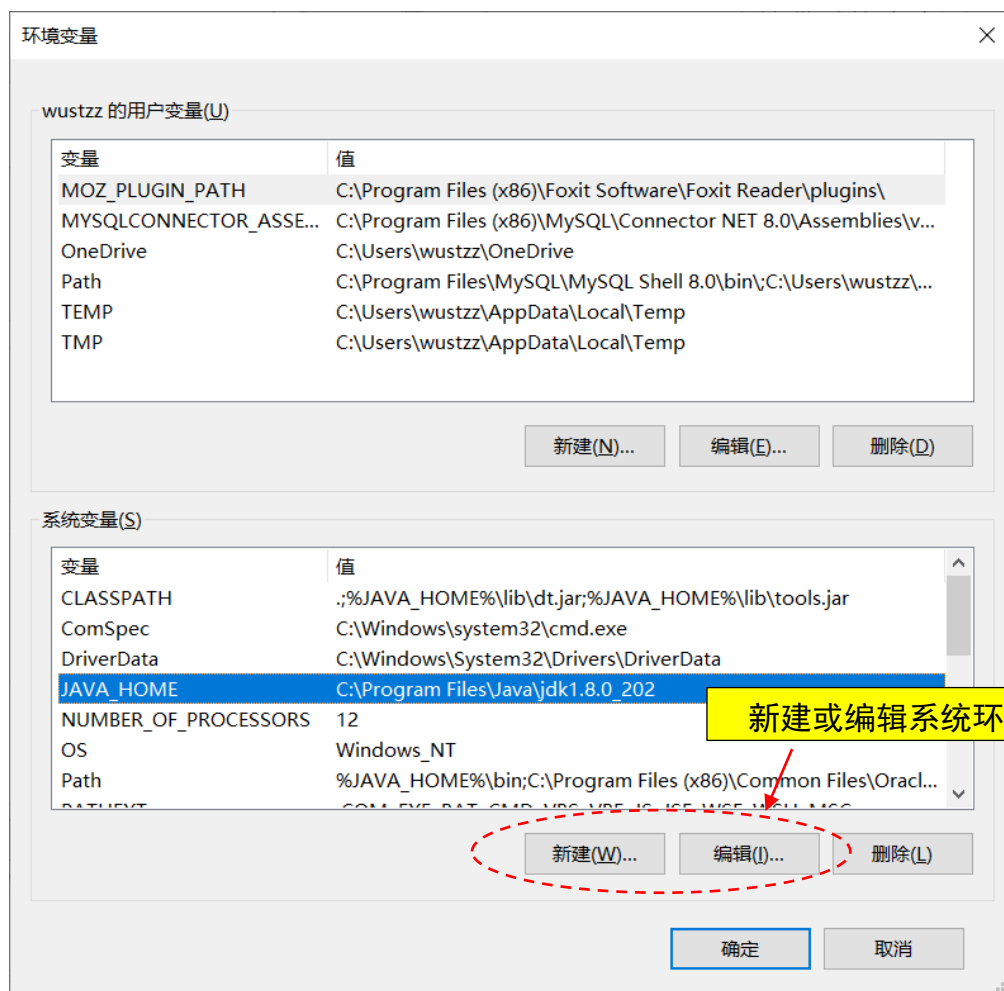 环境变量
wustzz 的用户变量(U)
变量 值
MOZ_PLUGIN_PATH C:\Program Files (x86)\Foxit Software\Foxit Reader\plugins\
MYSQLCONNECTOR_ASSE... C:\Program Files (x86)\MySQL\Connector NET 8.0\Assemblies\v...
OneDrive C:\Users\wustzz\OneDrive
Path C:\Program Files\MySQL\MySQL Shell 8.0\bin\;C:\Users\wustzz\...
TEMP C:\Users\wustzz\AppData\Local\Temp
TMP C:\Users\wustzz\AppData\Local\Temp
新建(N)... 编辑(E)... 删除(D)
系统变量(S)
变量 值
CLASSPATH .;%JAVA_HOME%\lib\dt.jar;%JAVA_HOME%\lib\tools.jar
ComSpec C:\Windows\system32\cmd.exe
DriverData C:\Windows\System32\Drivers\DriverData
JAVA_HOME C:\Program Files\Java\jdk1.8.0_202
新建或编辑系统环
NUMBER_OF_PROCESSORS 12
OS Windows_NT
Path %JAVA_HOME%\bin;C:\Program Files (x86)\Common Files\Oracl...
新建(W)... 编辑(I)... 删除(L)
确定 取消